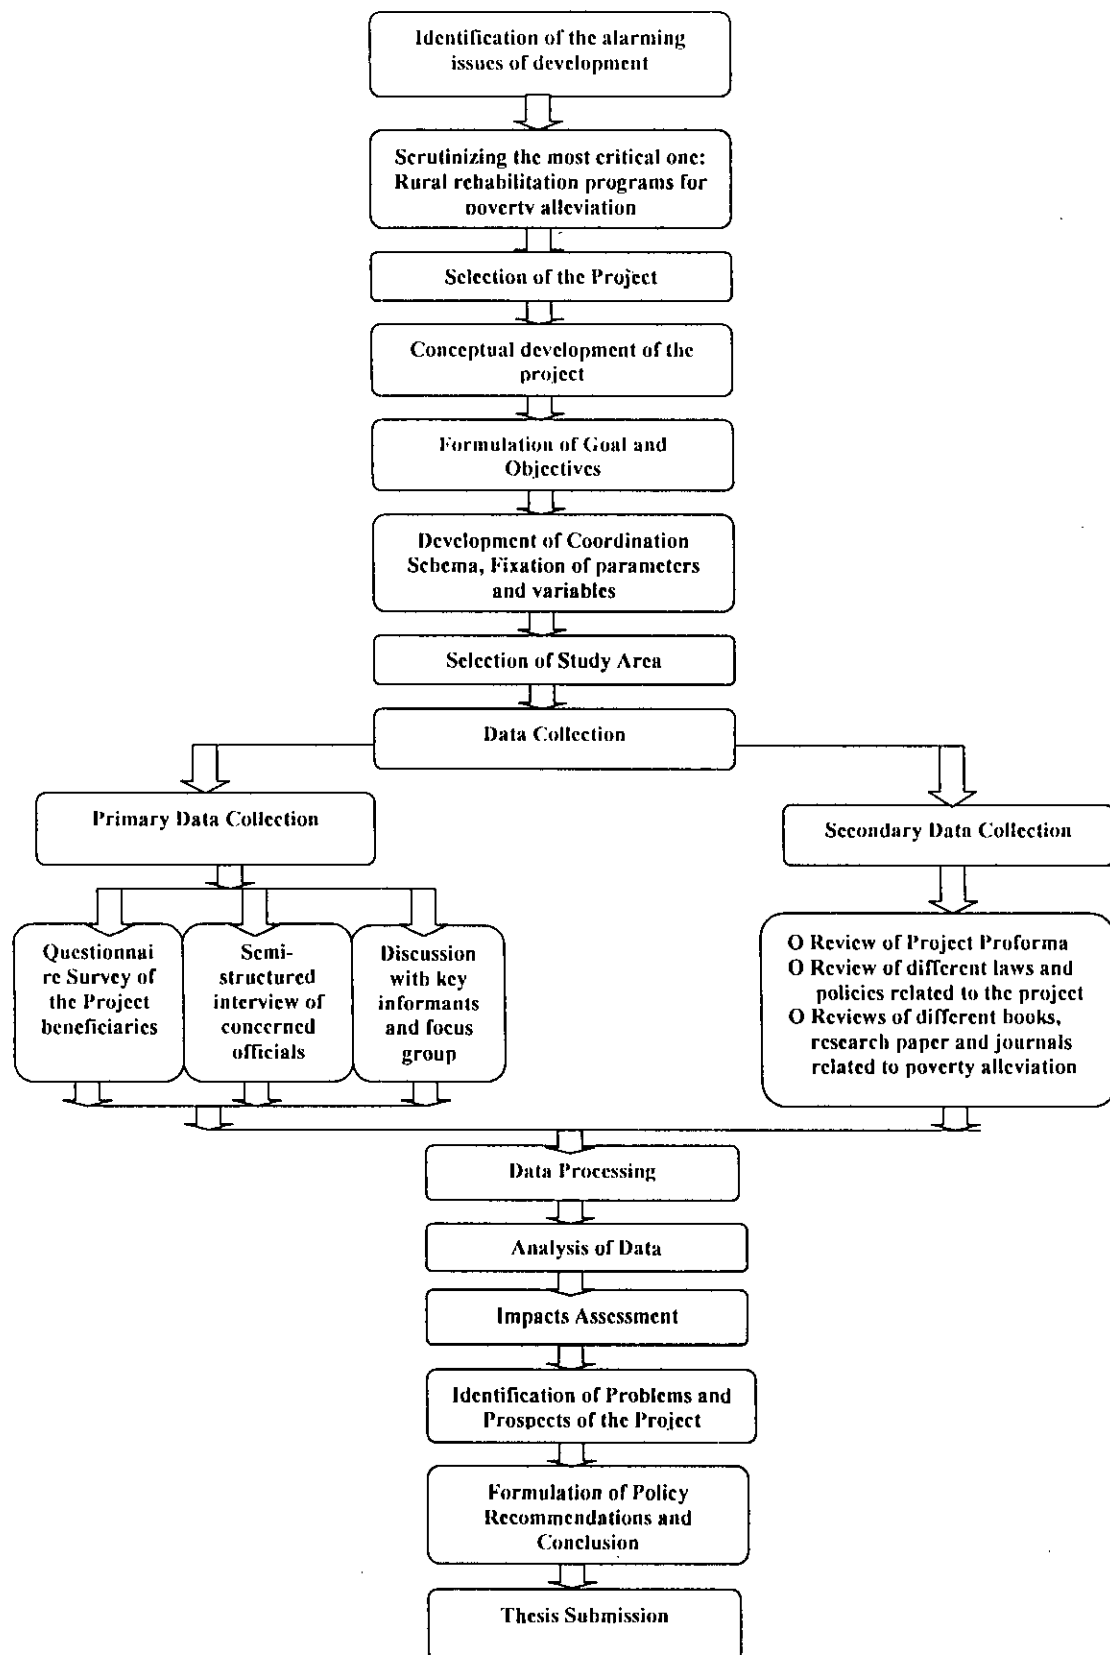 Identification of the alarming
issues of development
Scrutinizing the most critical one:
Rural rehabilitation programs for
poverty alleviation
Selection of the Project
Conceptual development of the
project
Formulation of Goal and
Objectives
Development of Coordination
Schema, Fixation of parameters
and variables
Selection of Study Area
Data Collection
Primary Data Collection
Secondary Data Collection
Questionnai
re Survey of
the Project
beneficiaries
Semi-
structured
interview of
concerned
officials
Discussion
with key
informants
and focus
group
O Review of Project Proforma
O Review of different laws and
policies related to the project
O Reviews of different books,
research paper and journals
related to poverty alleviation
Data Processing
Analysis of Data
Impacts Assessment
Identification of Problems and
Prospects of the Project
Formulation of Policy
Recommendations and
Conclusion
Thesis Submission